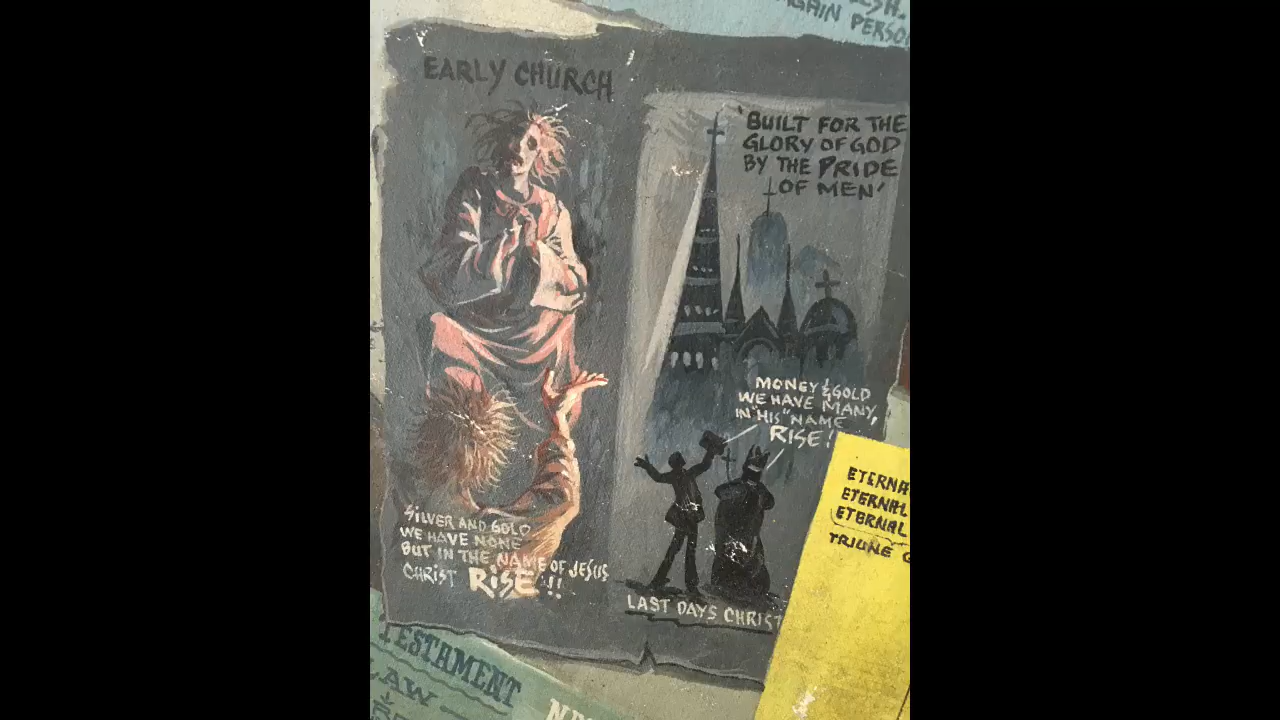 AGAIN PERSO
EARLY CHURCH
'BUILT FOR THE
GLORY OF GOD
BY THE PRIDE
OF MEN'
MONEY & GOLD
WE HAVE MANY,
IN "HIS" NAME
RISE!
SILVER AND GOLD
WE HAVE NONE
BUT IN THE NAME OF JESUS
CHRIST RISE!!
LAST DAYS CHRIST
ETERNA
ETERNAL
ETERNAL
TRIUNE
TESTAMENT
LAW